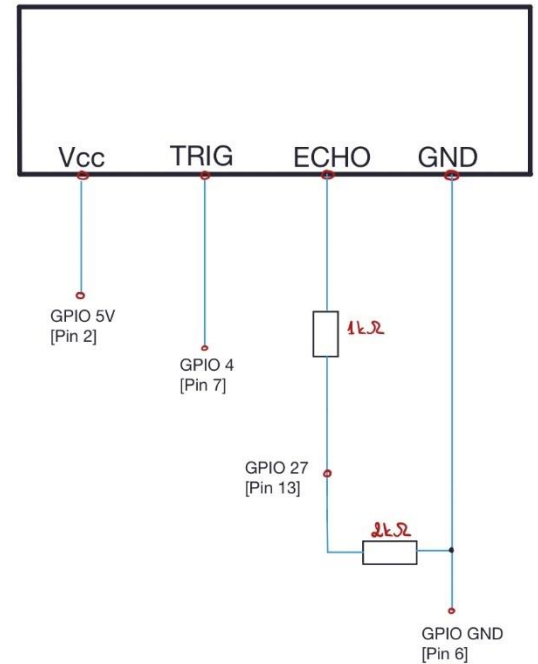 Vcc TRIG ECHO GND
GPIO 5V
[Pin 2]
1kΩ
GPIO 4
[Pin 7]
GPIO 27
[Pin 13]
2kΩ
GPIO GND
[Pin 6]